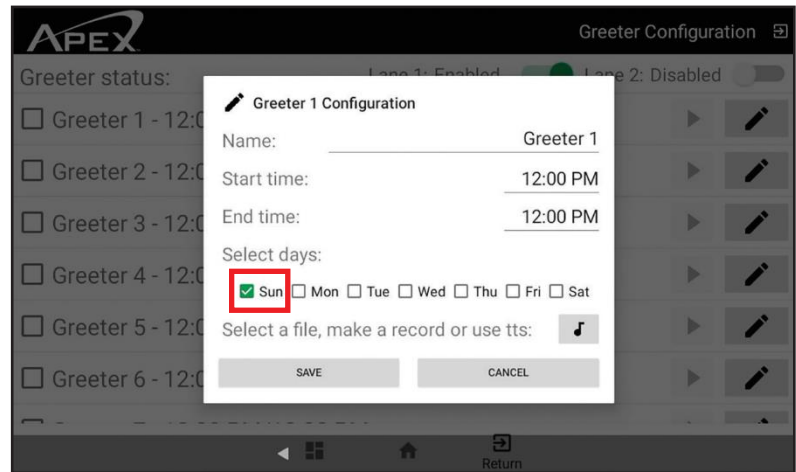 APEX
Greeter Configuration
Greeter status: Lane 1: Enabled Lane 2: Disabled
Greeter 1 - 12:0
Greeter 2 - 12:0
Greeter 3 - 12:0
Greeter 4 - 12:0
Greeter 5 - 12:0
Greeter 6 - 12:0
Greeter 1 Configuration
Name: Greeter 1
Start time: 12:00 PM
End time: 12:00 PM
Select days:
Sun Mon Tue Wed Thu Fri Sat
Select a file, make a record or use tts:
SAVE CANCEL
Return